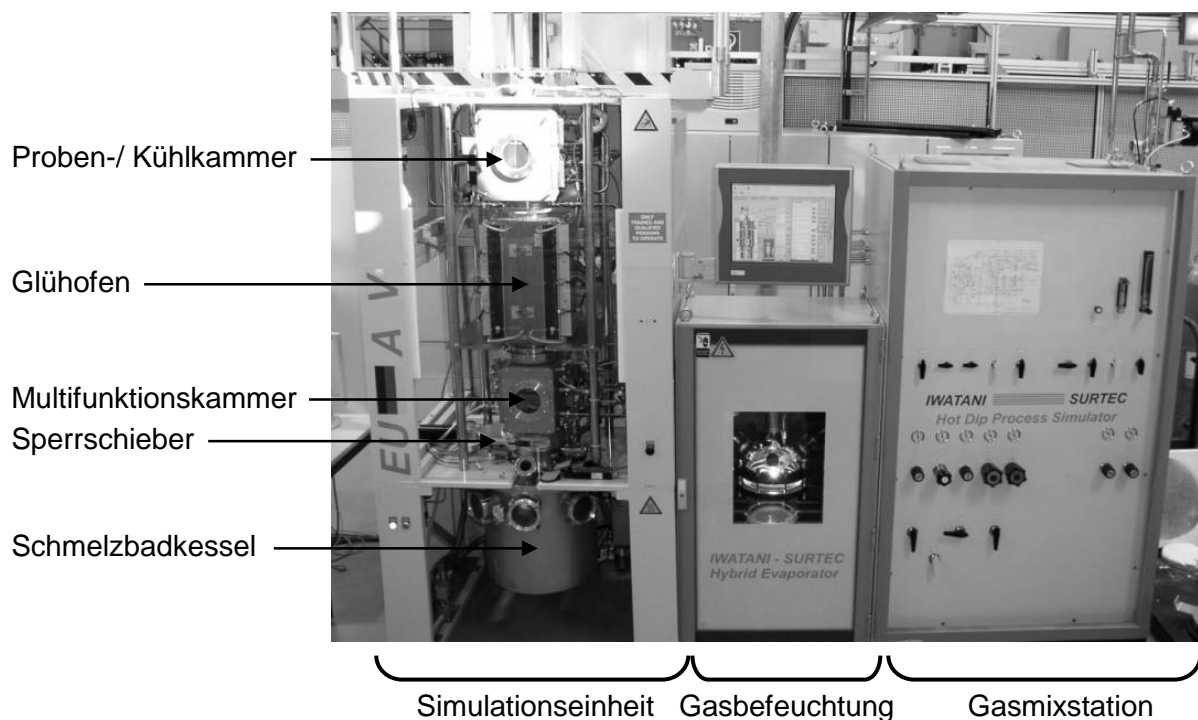 Proben-/ Kühlkammer
Glühofen
Multifunktionskammer
Sperrschieber
Schmelzbadkessel
EU
A V
ONLY
TRAINED AND
QUALIFIED
PERSONS
TO OPERATE
IWATANI SURTEC
Hot Dip Process Simulator
IWATANI - SURTEC
Hybrid Evaporator
Simulationseinheit
Gasbefeuchtung
Gasmixstation